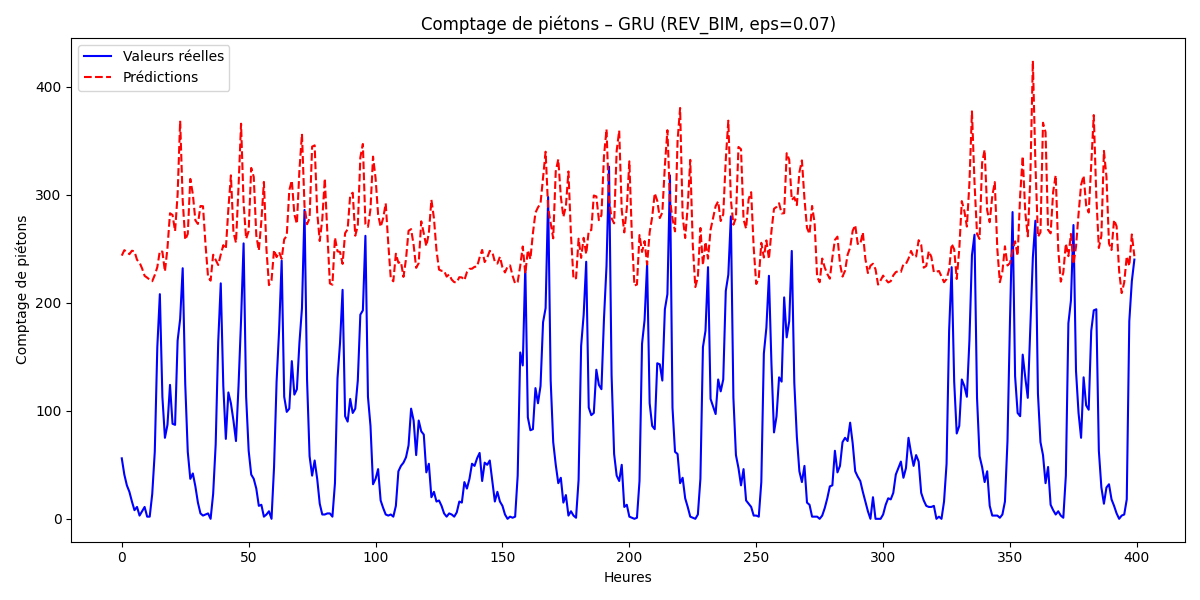 Comptage de piétons – GRU (REV_BIM, eps=0.07)
Valeurs réelles
Prédictions
Comptage de piétons
400
300
200
100
0
0 50 100 150 200 250 300 350 400
Heures